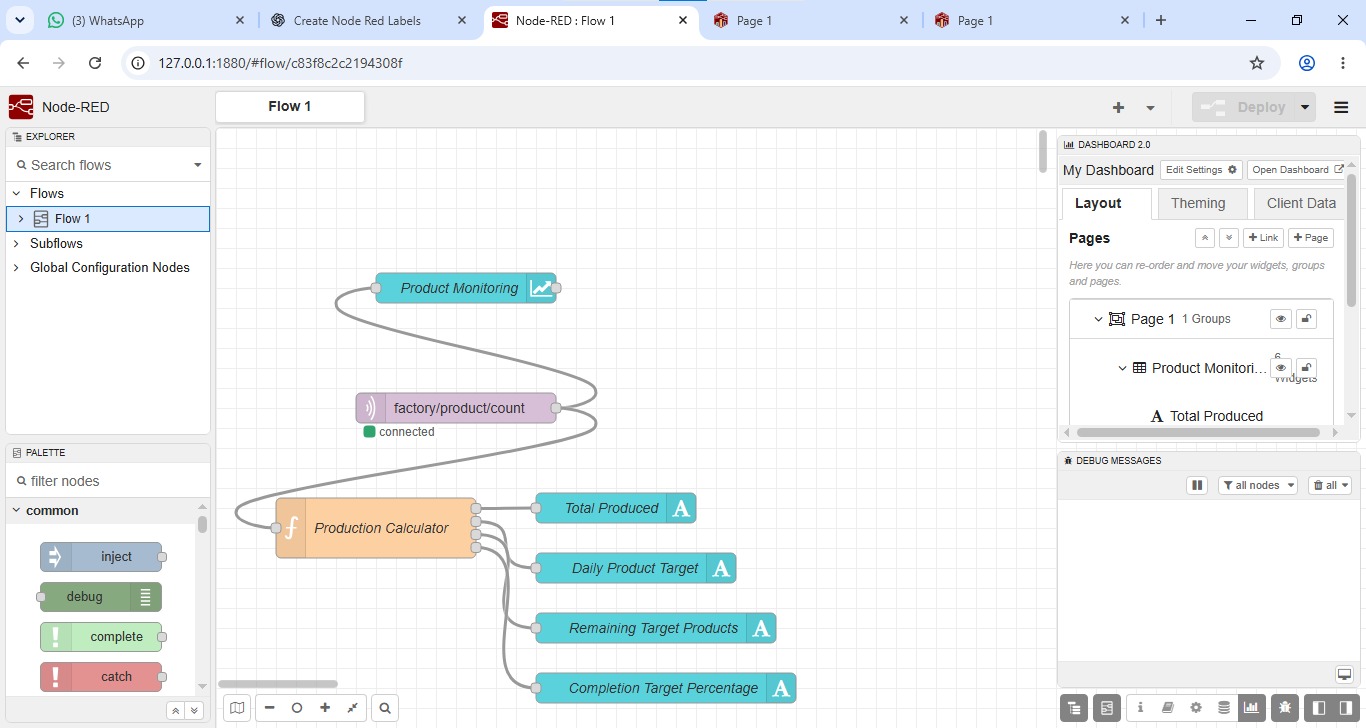 (3) WhatsApp
Create Node Red Labels
Node-RED : Flow 1
Page 1
Page 1
127.0.0.1:1880/#flow/c83f8c2c2194308f
Node-RED
Flow 1
Deploy
EXPLORER
Search flows
Flows
Flow 1
Subflows
Global Configuration Nodes
PALETTE
filter nodes
common
inject
debug
complete
catch
Product Monitoring
factory/product/count
connected
Production Calculator
Total Produced
Daily Product Target
Remaining Target Products
Completion Target Percentage
DASHBOARD 2.0
My Dashboard
Edit Settings
Open Dashboard
Layout
Theming
Client Data
Pages
Link
Page
Here you can re-order and move your widgets, groups
and pages.
Page 1 1 Groups
Product Monitori...
6
Widgets
A Total Produced
DEBUG MESSAGES
all nodes
all